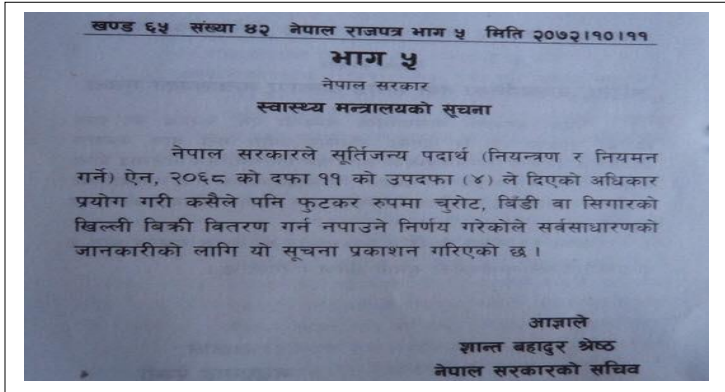 खण्ड ६५ संख्या ४२ नेपाल राजपत्र भाग ५ मिति २०७२।१०।११
भाग ५
नेपाल सरकार
स्वास्थ्य मन्त्रालयको सूचना
नेपाल सरकारले सूर्तिजन्य पदार्थ (नियन्त्रण र नियमन
गर्ने) ऐन, २०६८ को दफा ११ को उपदफा (४) ले दिएको अधिकार
प्रयोग गरी कसैले पनि फुटकर रुपमा चुरोट, बिँडी वा सिगारको
खिल्ली बिक्री वितरण गर्न नपाउने निर्णय गरेकोले सर्वसाधारणको
जानकारीको लागि यो सूचना प्रकाशन गरिएको छ ।
आज्ञाले
शान्त बहादुर श्रेष्ठ
नेपाल सरकारको सचिव